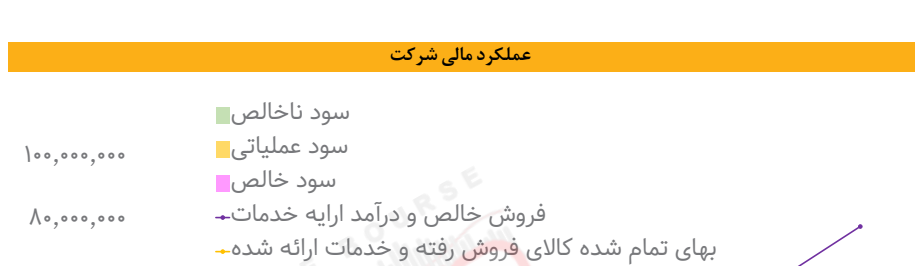 عملکرد مالی شرکت
سود ناخالص
سود عملیاتی
۱۰۰,۰۰۰,۰۰۰
سود خالص
فروش خالص و درآمد ارایه خدمات
۸۰,۰۰۰,۰۰۰
بهای تمام شده کالای فروش رفته و خدمات ارائه شده